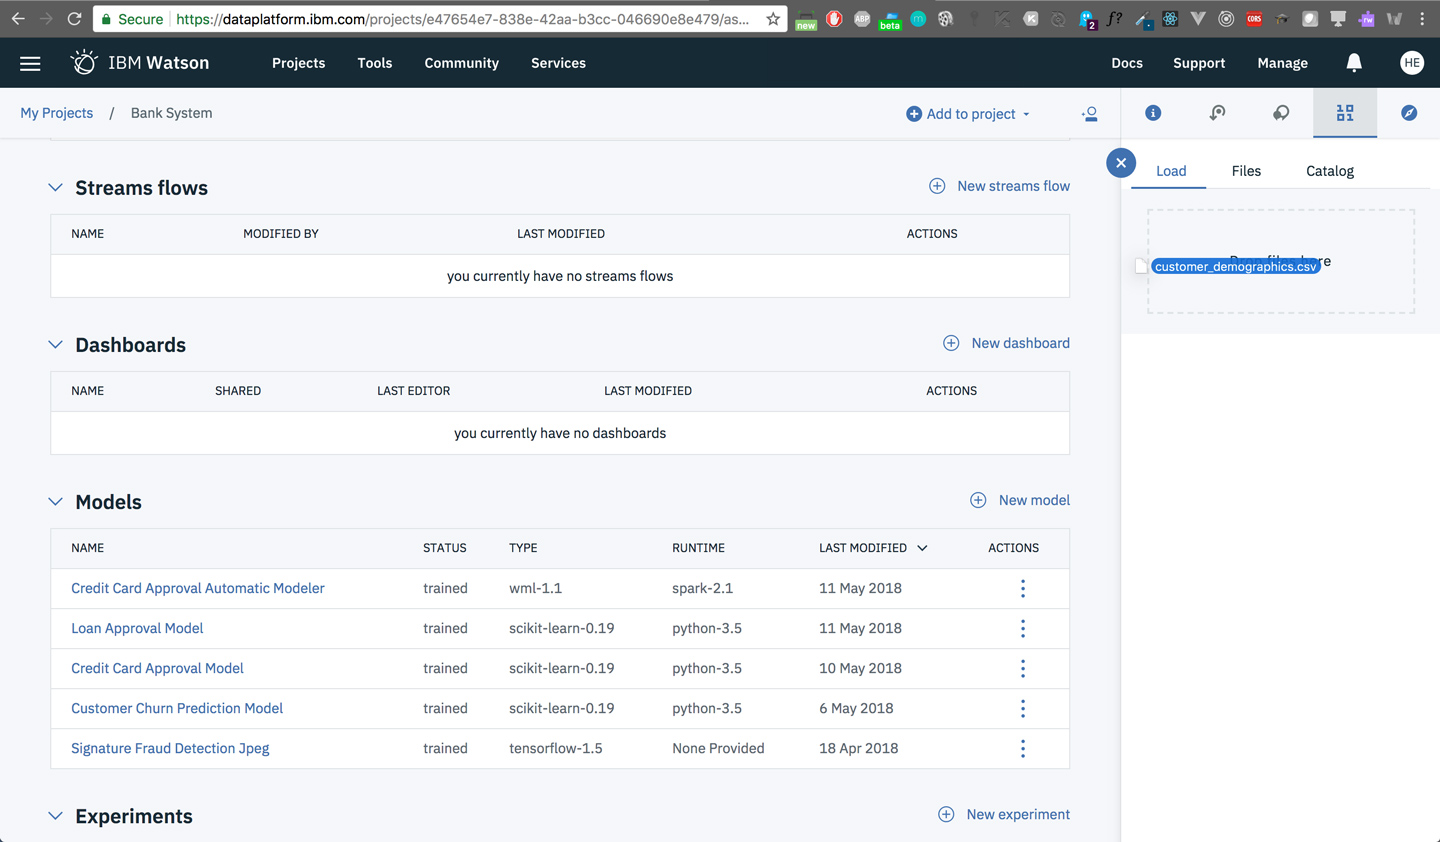 Secure
https://dataplatform.ibm.com/projects/e47654e7-838e-42aa-b3cc-046690e8e479/as...
new
ABP
beta
m
K
2
f?
CORS
rw
W
IBM Watson
Projects
Tools
Community
Services
Docs
Support
Manage
HE
My Projects / Bank System
Add to project
Load
Files
Catalog
customer_demographics.csv
Streams flows
New streams flow
NAME MODIFIED BY LAST MODIFIED ACTIONS
you currently have no streams flows
Dashboards
New dashboard
NAME SHARED LAST EDITOR LAST MODIFIED ACTIONS
you currently have no dashboards
Models
New model
NAME STATUS TYPE RUNTIME LAST MODIFIED ACTIONS
Credit Card Approval Automatic Modeler trained wml-1.1 spark-2.1 11 May 2018
Loan Approval Model trained scikit-learn-0.19 python-3.5 11 May 2018
Credit Card Approval Model trained scikit-learn-0.19 python-3.5 10 May 2018
Customer Churn Prediction Model trained scikit-learn-0.19 python-3.5 6 May 2018
Signature Fraud Detection Jpeg trained tensorflow-1.5 None Provided 18 Apr 2018
Experiments
New experiment